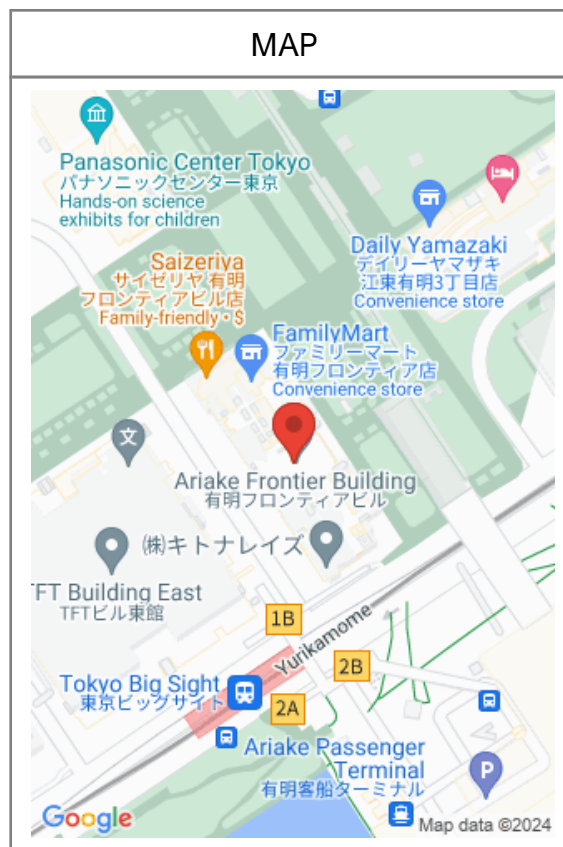 MAP
Panasonic Center Tokyo
パナソニックセンター東京
Hands-on science
exhibits for children
Daily Yamazaki
デイリーヤマザキ
江東有明3丁目店
Convenience store
Saizeriya
サイゼリヤ 有明
フロンティアビル店
Family-friendly • $
FamilyMart
ファミリーマート
有明フロンティア店
Convenience store
文
Ariake Frontier Building
有明フロンティアビル
(株)キトナレイズ
TFT Building East
TFTビル東館
1B
Yurikamome
2B
Tokyo Big Sight
東京ビッグサイト
2A
Ariake Passenger
Terminal
有明客船ターミナル
P
Google
Map data ©2024